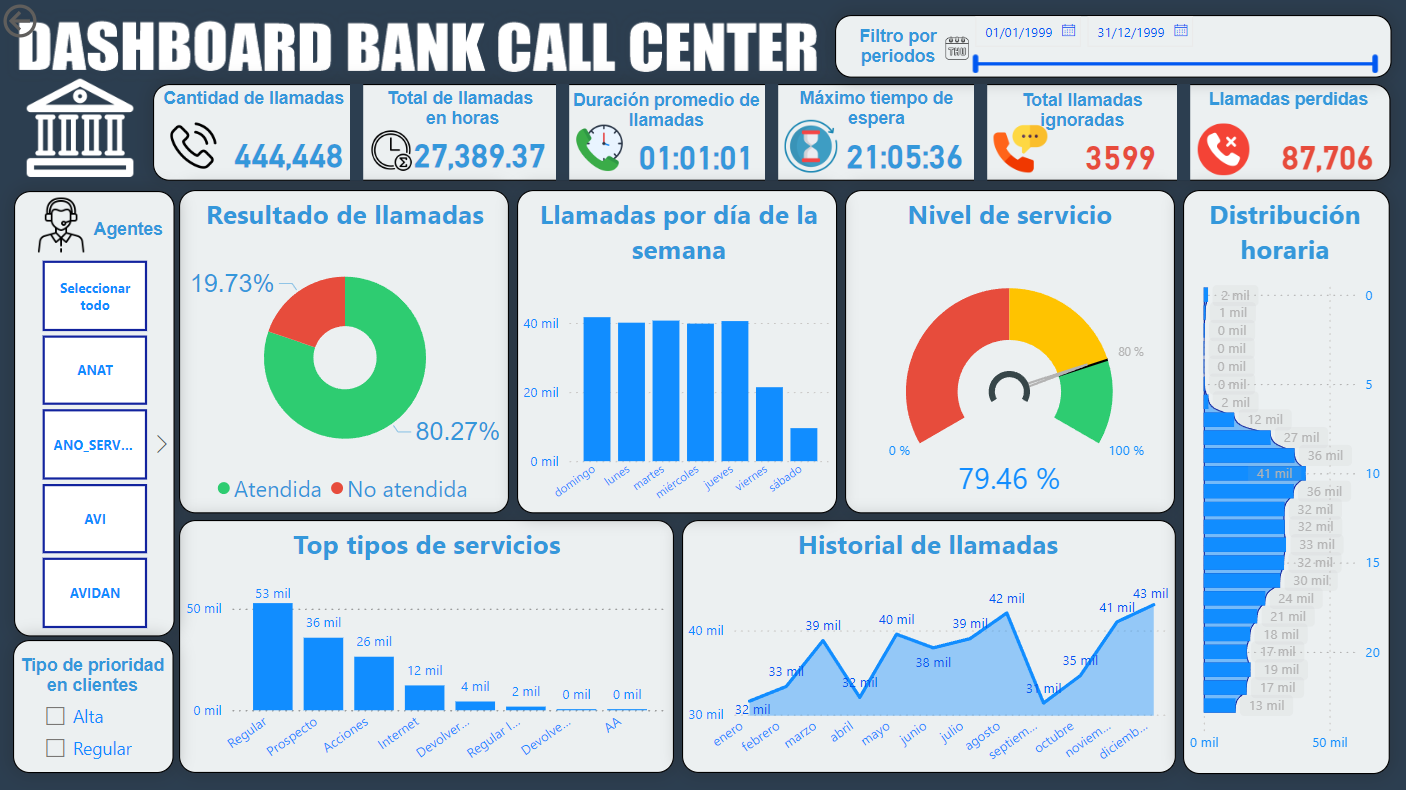 DASHBOARD BANK CALL CENTER
Filtro por
periodos
THU
01/01/1999
31/12/1999
Cantidad de llamadas
444,448
Total de llamadas
en horas
27,389.37
Duración promedio de
llamadas
01:01:01
Máximo tiempo de
espera
21:05:36
Total llamadas
ignoradas
3599
Llamadas perdidas
87,706
Agentes
Seleccionar
todo
ANAT
ANO_SERV...
AVI
AVIDAN
Tipo de prioridad
en clientes
Alta
Regular
Resultado de llamadas
19.73%
80.27%
Atendida No atendida
Llamadas por día de la
semana
40 mil
20 mil
0 mil
domingo
lunes
martes
miércoles
jueves
viernes
sábado
Nivel de servicio
80 %
0 %
100 %
79.46 %
Top tipos de servicios
50 mil
0 mil
53 mil
36 mil
26 mil
12 mil
4 mil
2 mil
0 mil
0 mil
Regular
Prospecto
Acciones
Internet
Devolver...
Regular I...
Devolve...
AA
Historial de llamadas
40 mil
30 mil
32 mil
33 mil
39 mil
32 mil
40 mil
38 mil
39 mil
42 mil
31 mil
35 mil
41 mil
43 mil
enero
febrero
marzo
abril
mayo
junio
julio
agosto
septiem...
octubre
noviem...
diciemb...
Distribución
horaria
2 mil
1 mil
0 mil
0 mil
0 mil
0 mil
2 mil
12 mil
27 mil
36 mil
41 mil
36 mil
32 mil
32 mil
33 mil
32 mil
30 mil
24 mil
21 mil
18 mil
17 mil
19 mil
17 mil
13 mil
0
5
10
15
20
0 mil
50 mil